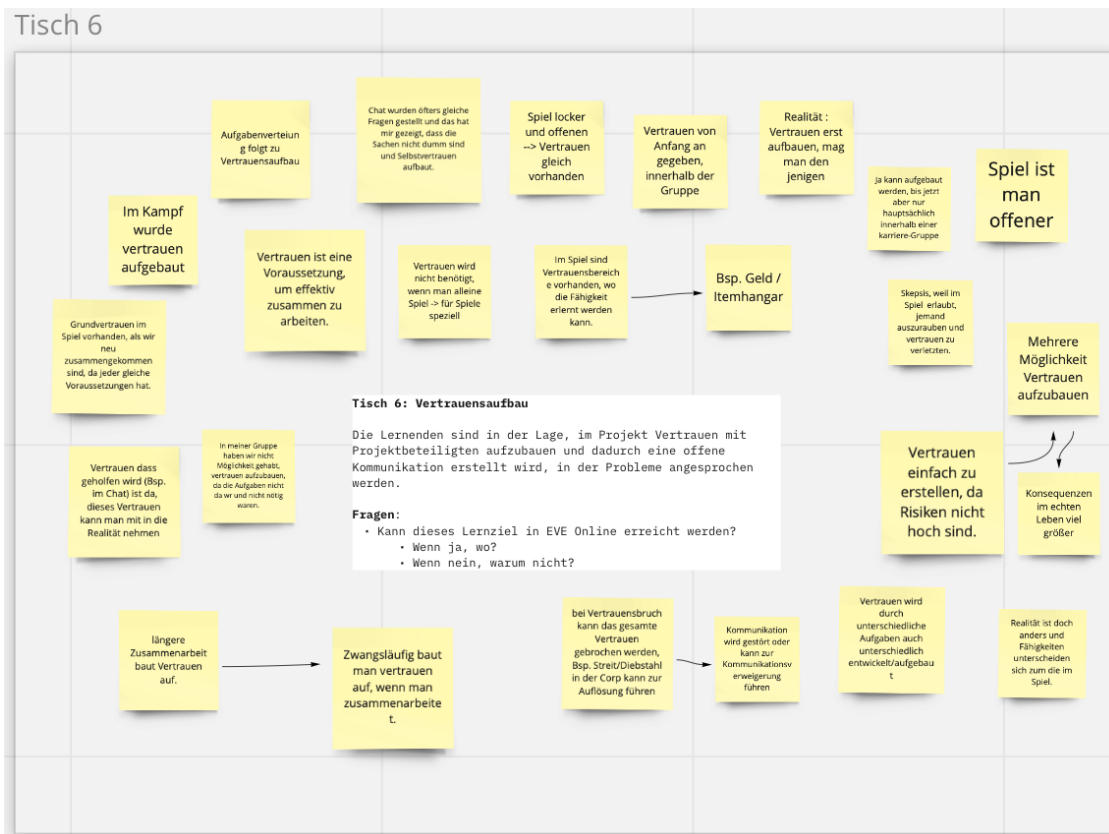 Tisch 6
Aufgabenverteiun
g folgt zu
Vertrauensaufbau
Chat wurden öfters gleiche
Fragen gestellt und das hat
mir gezeigt, dass die
Sachen nicht dumm sind
und Selbstvertrauen
aufbaut.
Spiel locker
und offenen
--> Vertrauen
gleich
vorhanden
Vertrauen von
Anfang an
gegeben,
innerhalb der
Gruppe
Realität :
Vertrauen erst
aufbauen, mag
man den
jenigen
Ja kann aufgebaut
werden, bis jetzt
aber nur
hauptsächlich
innerhalb einer
karriere-Gruppe
Spiel ist
man
offener
Im Kampf
wurde
vertrauen
aufgebaut
Vertrauen ist eine
Voraussetzung,
um effektiv
zusammen zu
arbeiten.
Vertrauen wird
nicht benötigt,
wenn man alleine
Spiel -> für Spiele
speziell
Im Spiel sind
Vertrauensbereich
e vorhanden, wo
die Fähigkeit
erlernt werden
kann.
Bsp. Geld /
Itemhangar
Skepsis, weil im
Spiel erlaubt,
jemand
auszurauben und
vertrauen zu
verletzten.
Grundvertrauen im
Spiel vorhanden, als wir
neu
zusammengekommen
sind, da jeder gleiche
Voraussetzungen hat.
Mehrere
Möglichkeit
Vertrauen
aufzubauen
Tisch 6: Vertrauensaufbau
Die Lernenden sind in der Lage, im Projekt Vertrauen mit
Projektbeteiligten aufzubauen und dadurch eine offene
Kommunikation erstellt wird, in der Probleme angesprochen
werden.
Fragen:
• Kann dieses Lernziel in EVE Online erreicht werden?
• Wenn ja, wo?
• Wenn nein, warum nicht?
Vertrauen dass
geholfen wird (Bsp.
im Chat) ist da,
dieses Vertrauen
kann man mit in die
Realität nehmen
In meiner Gruppe
haben wir nicht
Möglichkeit gehabt,
vertrauen aufzubauen,
da die Aufgaben nicht
da wr und nicht nötig
waren.
Vertrauen
einfach zu
erstellen, da
Risiken nicht
hoch sind.
Konsequenzen
im echten
Leben viel
größer
längere
Zusammenarbeit
baut Vertrauen
auf.
Zwangsläufig baut
man vertrauen
auf, wenn man
zusammenarbeite
t.
bei Vertrauensbruch
kann das gesamte
Vertrauen
gebrochen werden,
Bsp. Streit/Diebstahl
in der Corp kann zur
Auflösung führen
Kommunikation
wird gestört oder
kann zur
Kommunikationsv
erweigerung
führen
Vertrauen wird
durch
unterschiedliche
Aufgaben auch
unterschiedlich
entwickelt/aufgebau
t
Realität ist doch
anders und
Fähigkeiten
unterscheiden
sich zum die im
Spiel.